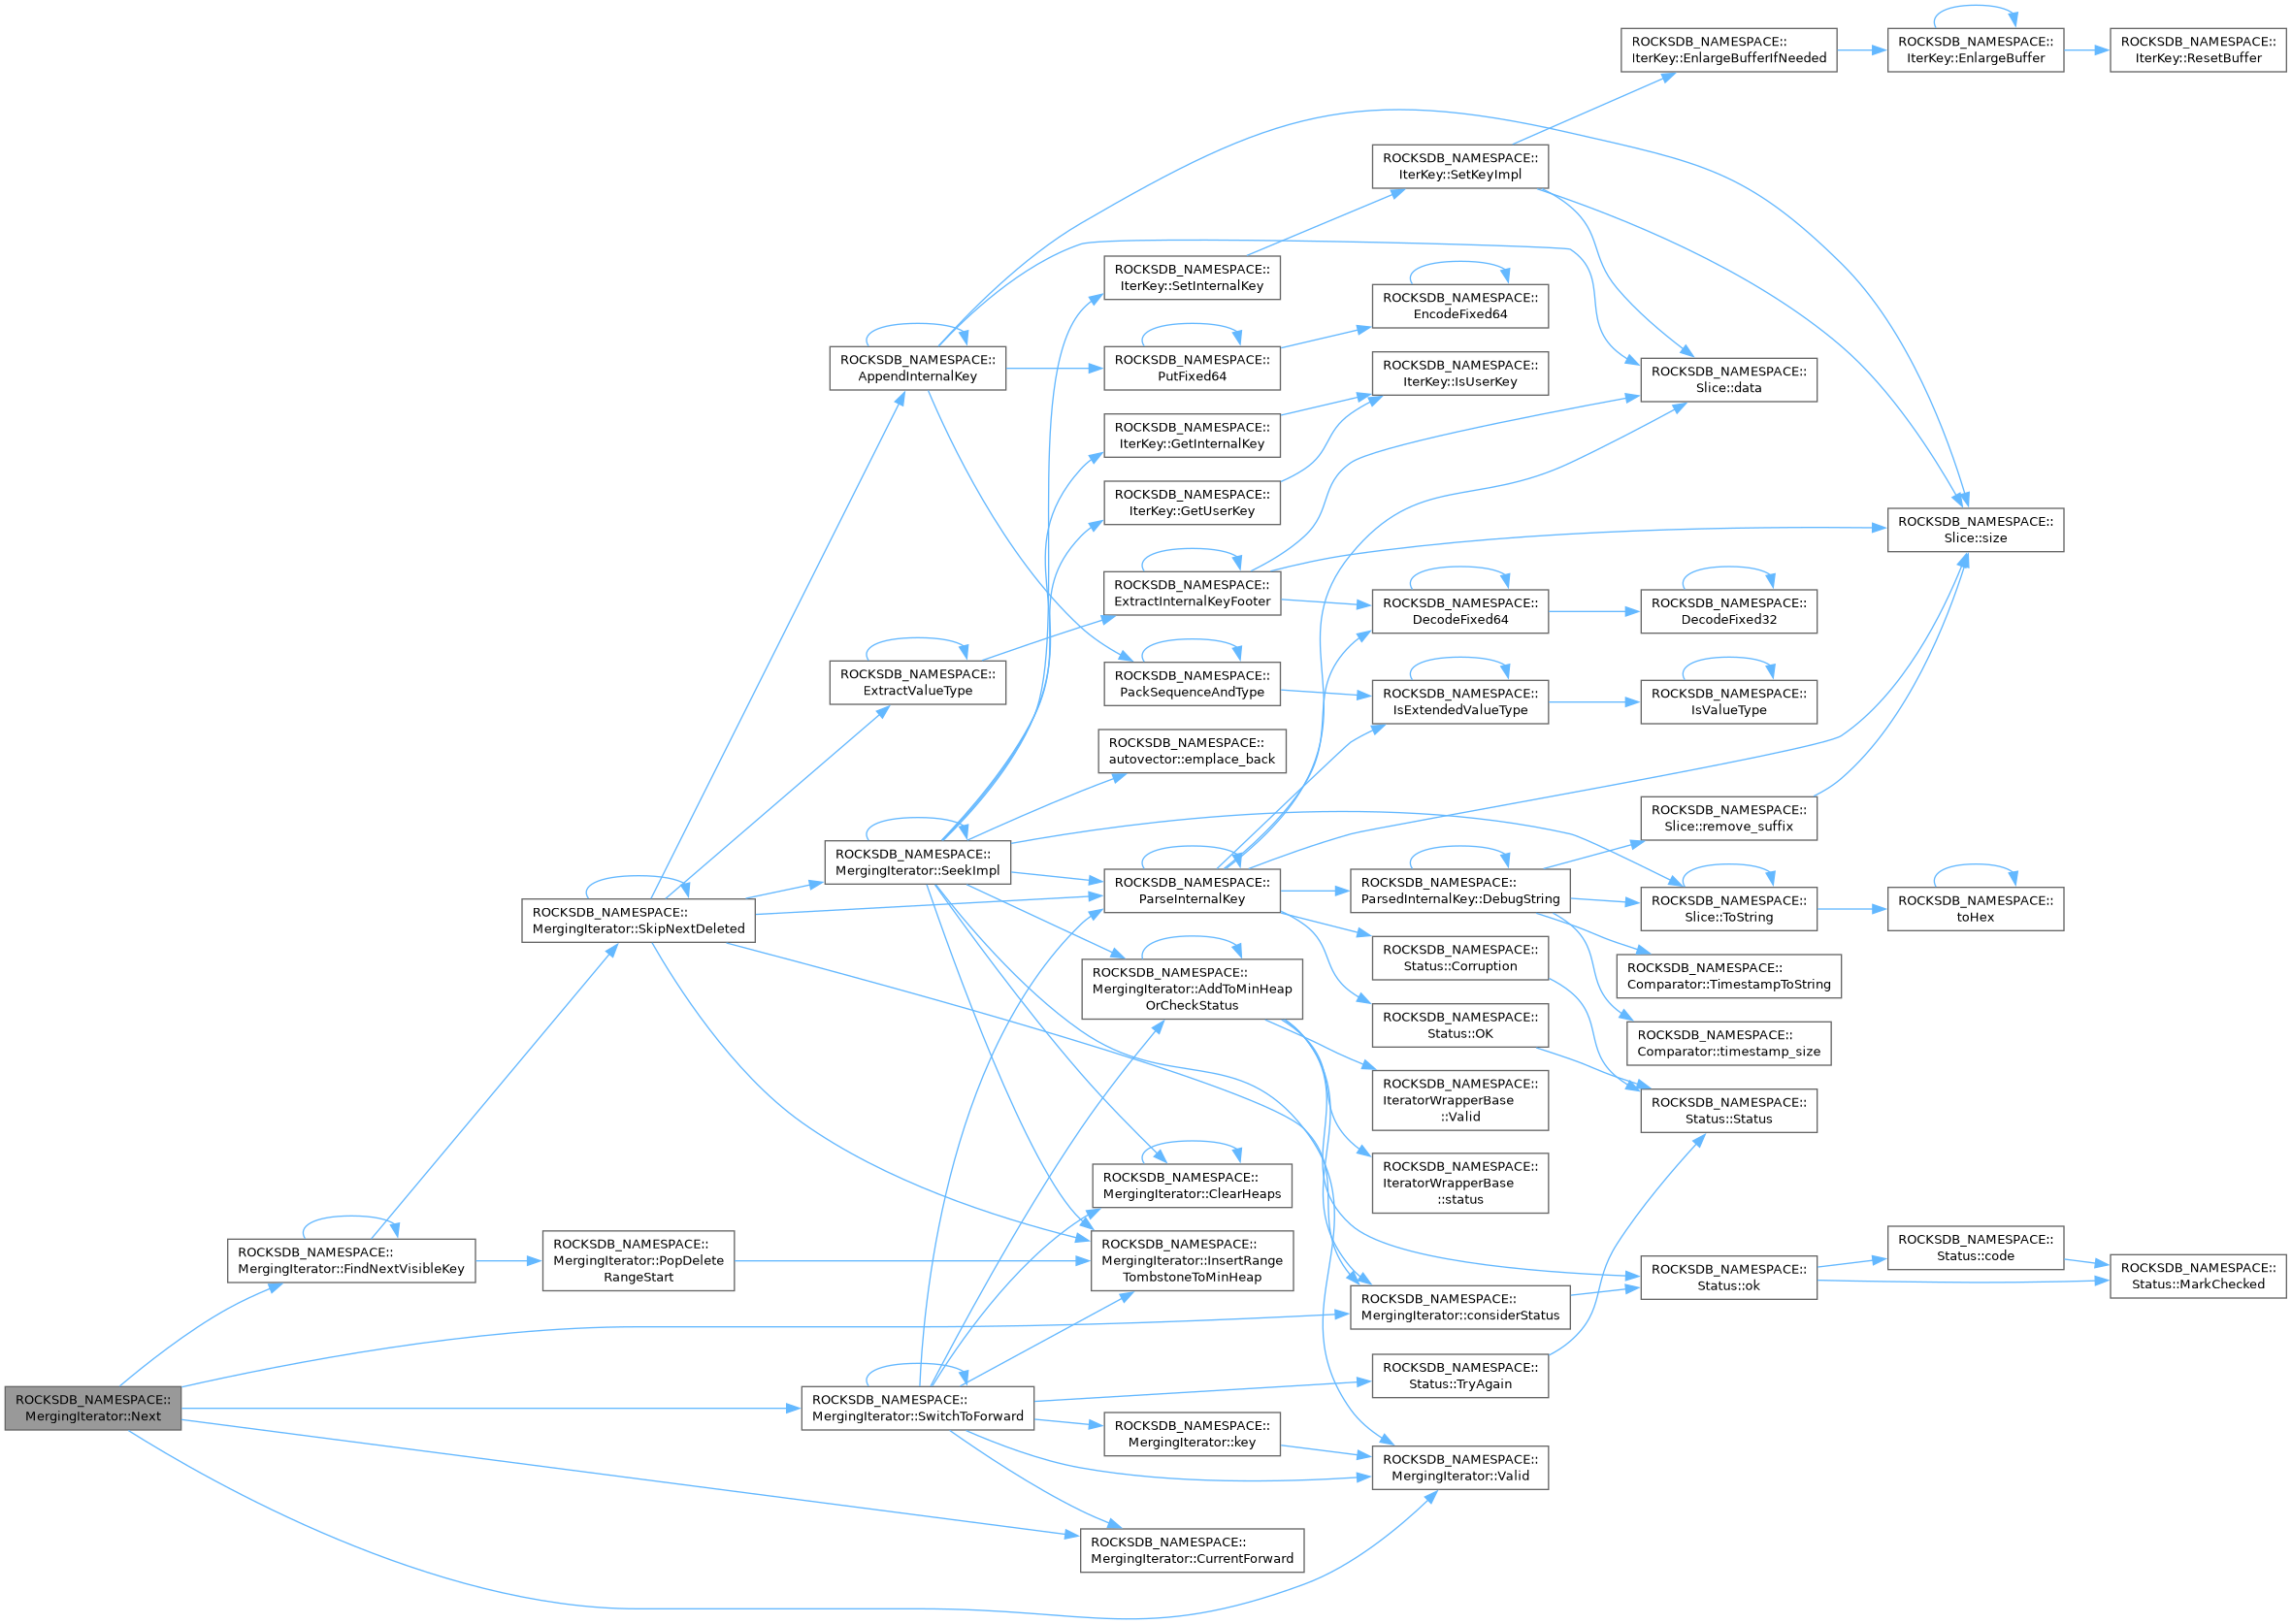 ROCKSDB_NAMESPACE::
MergingIterator::Next
ROCKSDB_NAMESPACE::
MergingIterator::FindNextVisibleKey
ROCKSDB_NAMESPACE::
MergingIterator::SkipNextDeleted
ROCKSDB_NAMESPACE::
MergingIterator::PopDelete
RangeStart
ROCKSDB_NAMESPACE::
AppendInternalKey
ROCKSDB_NAMESPACE::
ExtractValueType
ROCKSDB_NAMESPACE::
MergingIterator::SeekImpl
ROCKSDB_NAMESPACE::
MergingIterator::SwitchToForward
ROCKSDB_NAMESPACE::
IterKey::SetInternalKey
ROCKSDB_NAMESPACE::
PutFixed64
ROCKSDB_NAMESPACE::
IterKey::GetInternalKey
ROCKSDB_NAMESPACE::
IterKey::GetUserKey
ROCKSDB_NAMESPACE::
ExtractInternalKeyFooter
ROCKSDB_NAMESPACE::
PackSequenceAndType
ROCKSDB_NAMESPACE::
autovector::emplace_back
ROCKSDB_NAMESPACE::
ParseInternalKey
ROCKSDB_NAMESPACE::
MergingIterator::AddToMinHeap
OrCheckStatus
ROCKSDB_NAMESPACE::
MergingIterator::ClearHeaps
ROCKSDB_NAMESPACE::
MergingIterator::InsertRange
TombstoneToMinHeap
ROCKSDB_NAMESPACE::
MergingIterator::key
ROCKSDB_NAMESPACE::
MergingIterator::CurrentForward
ROCKSDB_NAMESPACE::
IterKey::SetKeyImpl
ROCKSDB_NAMESPACE::
EncodeFixed64
ROCKSDB_NAMESPACE::
IterKey::IsUserKey
ROCKSDB_NAMESPACE::
DecodeFixed64
ROCKSDB_NAMESPACE::
IsExtendedValueType
ROCKSDB_NAMESPACE::
ParsedInternalKey::DebugString
ROCKSDB_NAMESPACE::
Status::Corruption
ROCKSDB_NAMESPACE::
Status::OK
ROCKSDB_NAMESPACE::
IteratorWrapperBase
::Valid
ROCKSDB_NAMESPACE::
IteratorWrapperBase
::status
ROCKSDB_NAMESPACE::
MergingIterator::considerStatus
ROCKSDB_NAMESPACE::
Status::TryAgain
ROCKSDB_NAMESPACE::
MergingIterator::Valid
ROCKSDB_NAMESPACE::
IterKey::EnlargeBufferIfNeeded
ROCKSDB_NAMESPACE::
Slice::data
ROCKSDB_NAMESPACE::
DecodeFixed32
ROCKSDB_NAMESPACE::
IsValueType
ROCKSDB_NAMESPACE::
Slice::remove_suffix
ROCKSDB_NAMESPACE::
Slice::ToString
ROCKSDB_NAMESPACE::
Comparator::TimestampToString
ROCKSDB_NAMESPACE::
Comparator::timestamp_size
ROCKSDB_NAMESPACE::
Status::Status
ROCKSDB_NAMESPACE::
Status::ok
ROCKSDB_NAMESPACE::
IterKey::EnlargeBuffer
ROCKSDB_NAMESPACE::
Slice::size
ROCKSDB_NAMESPACE::
toHex
ROCKSDB_NAMESPACE::
Status::code
ROCKSDB_NAMESPACE::
IterKey::ResetBuffer
ROCKSDB_NAMESPACE::
Status::MarkChecked